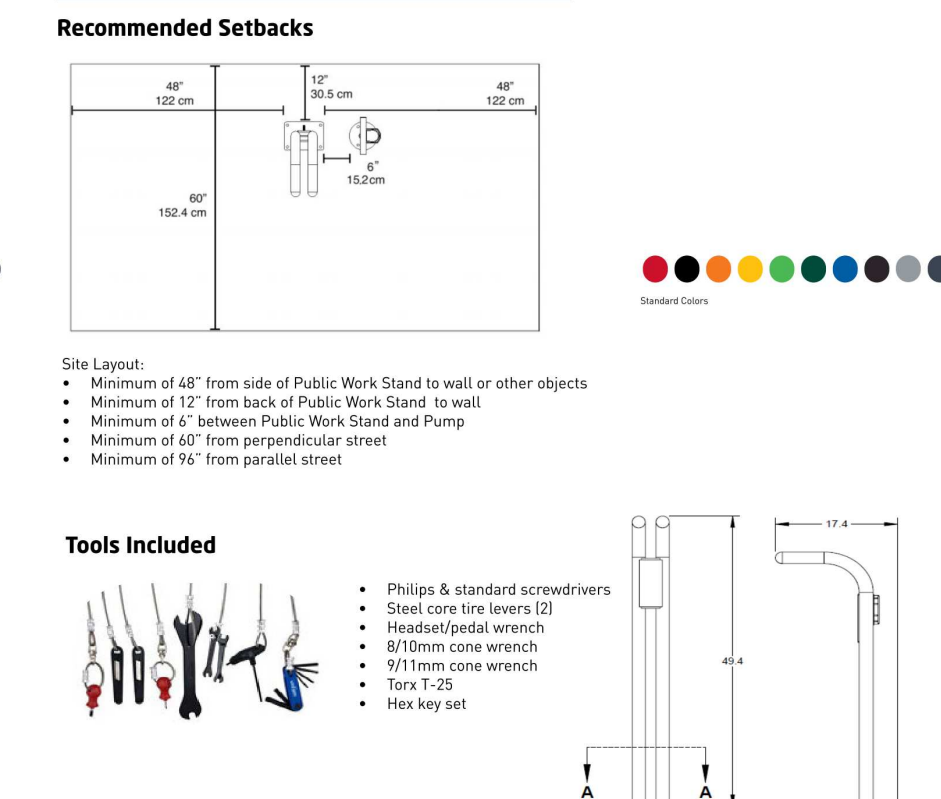 Recommended Setbacks
48"
122 cm
12"
30.5 cm
48"
122 cm
6"
15.2cm
60"
152.4 cm
Standard Colors
Site Layout:
• Minimum of 48" from side of Public Work Stand to wall or other objects
• Minimum of 12" from back of Public Work Stand to wall
• Minimum of 6" between Public Work Stand and Pump
• Minimum of 60" from perpendicular street
• Minimum of 96" from parallel street
Tools Included
• Philips & standard screwdrivers
• Steel core tire levers (2)
• Headset/pedal wrench
• 8/10mm cone wrench
• 9/11mm cone wrench
• Torx T-25
• Hex key set
17.4
49.4
A
A